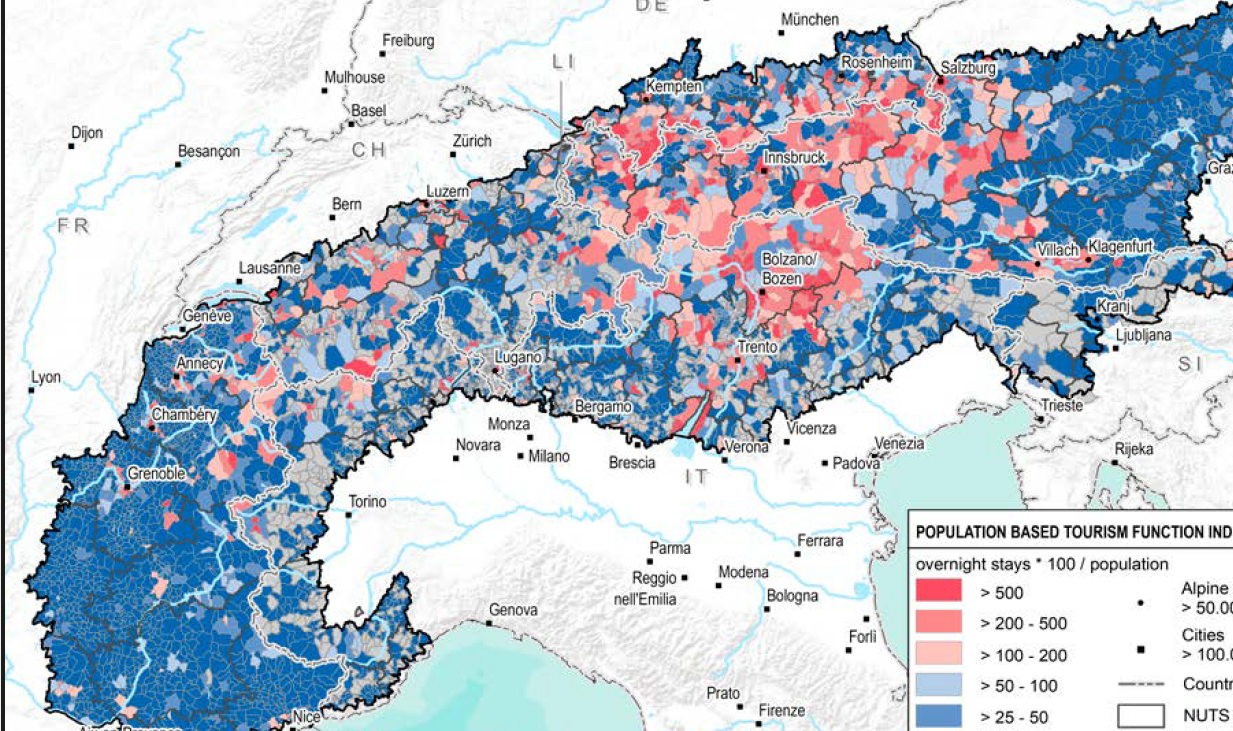 DE
München
Freiburg
LI
Rosenheim
Salzburg
Mulhouse
Kempten
Basel
Dijon
Zürich
CH
Besançon
Innsbruck
Graz
Luzern
Bern
FR
Villach
Klagenfurt
Bolzano/
Bozen
Lausanne
Genève
Kranj
Ljubljana
Annecy
Lugano
Trento
SI
Lyon
Chambéry
Bergamo
Trieste
Monza
Vicenza
Novara
Milano
Brescia
Verona
Venezia
Padova
Rijeka
Grenoble
IT
Torino
POPULATION BASED TOURISM FUNCTION IND
Parma
Ferrara
overnight stays * 100 / population
Reggio
nell'Emilia
Modena
Bologna
> 500
Alpine
> 50.00
Genova
> 200 - 500
Forlì
Cities
> 100.0
> 100 - 200
> 50 - 100
Countr
Prato
Nice
Firenze
> 25 - 50
NUTS